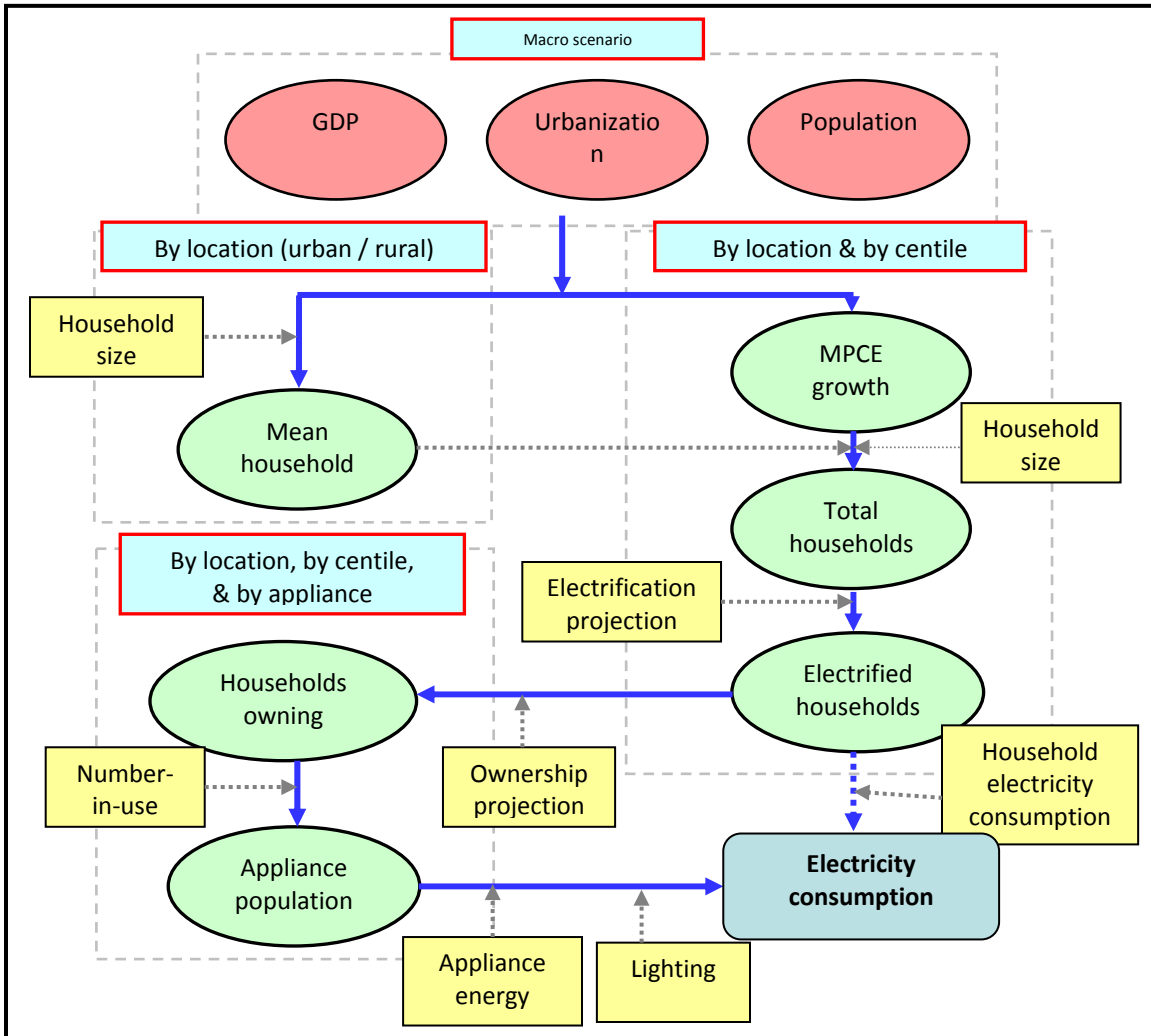 Macro scenario
GDP
Urbanizatio
n
Population
By location (urban / rural)
By location & by centile
Household
size
MPCE
growth
Mean
household
Household
size
Total
households
By location, by centile,
& by appliance
Electrification
projection
Households
owning
Electrified
households
Number-
in-use
Ownership
projection
Household
electricity
consumption
Appliance
population
Electricity
consumption
Appliance
energy
Lighting